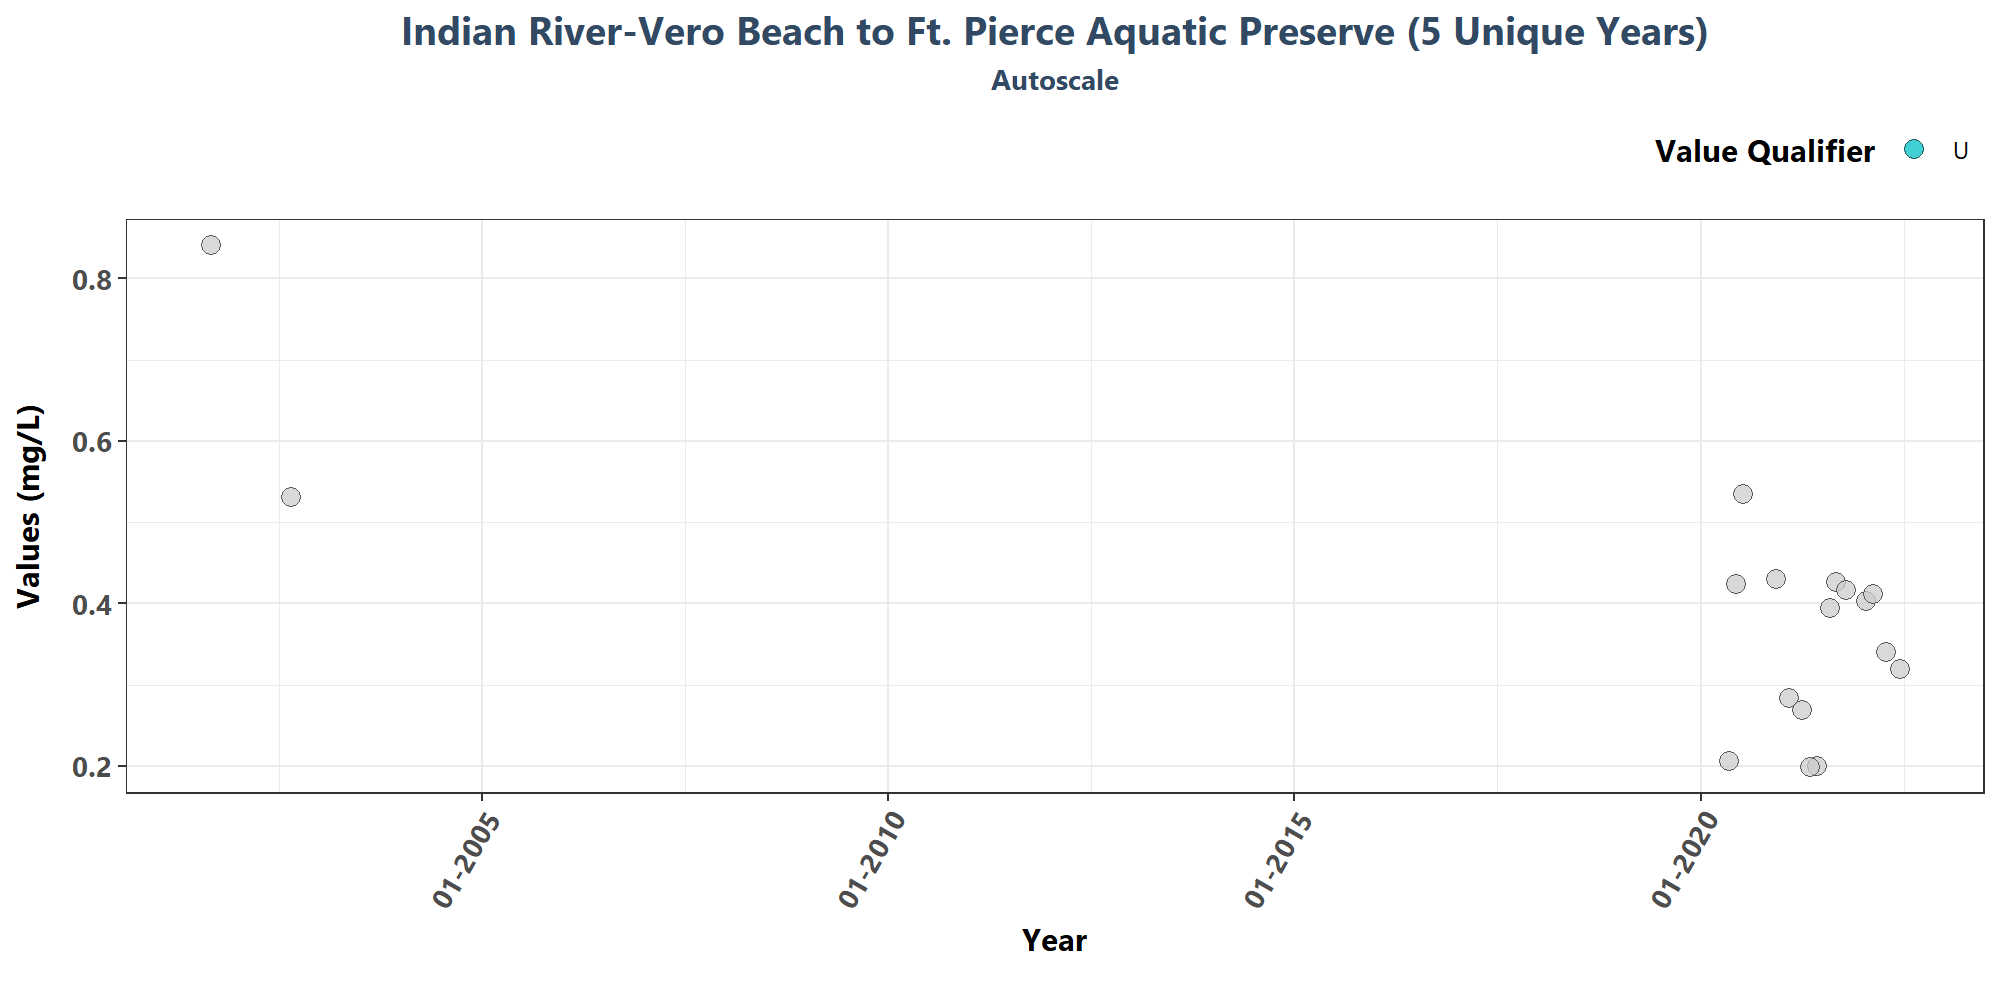 Indian River-Vero Beach to Ft. Pierce Aquatic Preserve (5 Unique Years)
Autoscale
Value Qualifier U
Values (mg/L)
0.8
0.6
0.4
0.2
01-2005 01-2010 01-2015 01-2020
Year